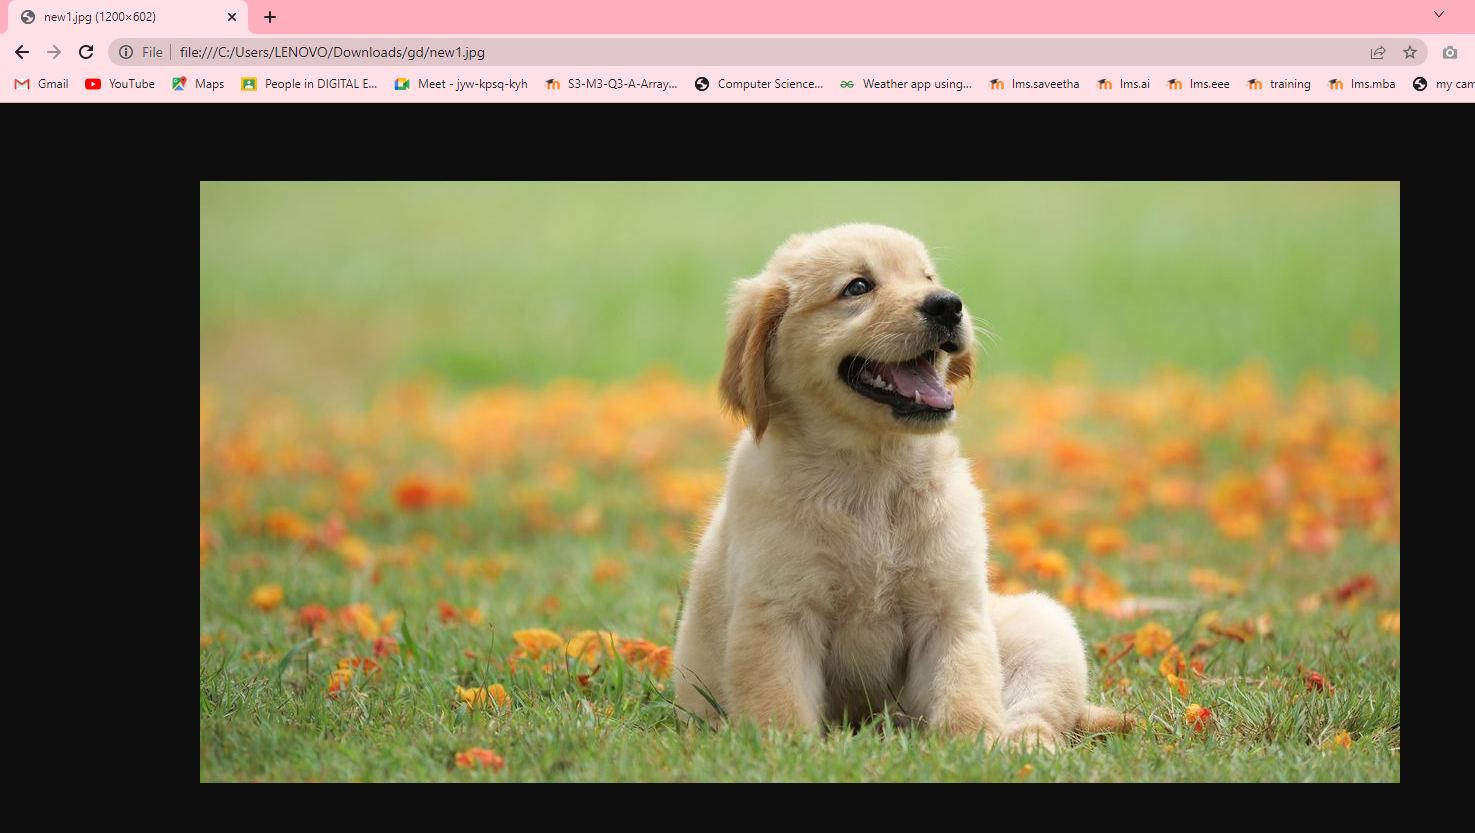 new1.jpg (1200×602)
File file:///C:/Users/LENOVO/Downloads/gd/new1.jpg
Gmail YouTube Maps People in DIGITAL E... Meet - jyw-kpsq-kyh S3-M3-Q3-A-Array... Computer Science... Weather app using... lms.saveetha lms.ai lms.eee training lms.mba my cam